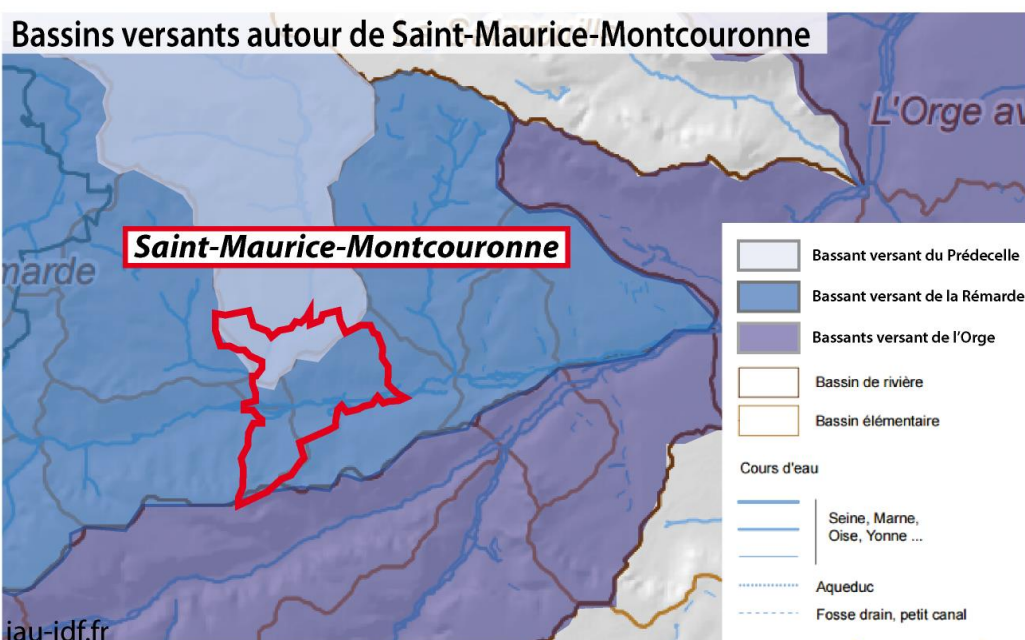 Bassins versants autour de Saint-Maurice-Montcouronne
L'Orge av
Saint-Maurice-Montcouronne
marde
Bassant versant du Prédecelle
Bassant versant de la Rémarde
Bassants versant de l'Orge
Bassin de rivière
Bassin élémentaire
Cours d'eau
Seine, Marne,
Oise, Yonne ...
Aqueduc
Fosse drain, petit canal
iau-idf.fr